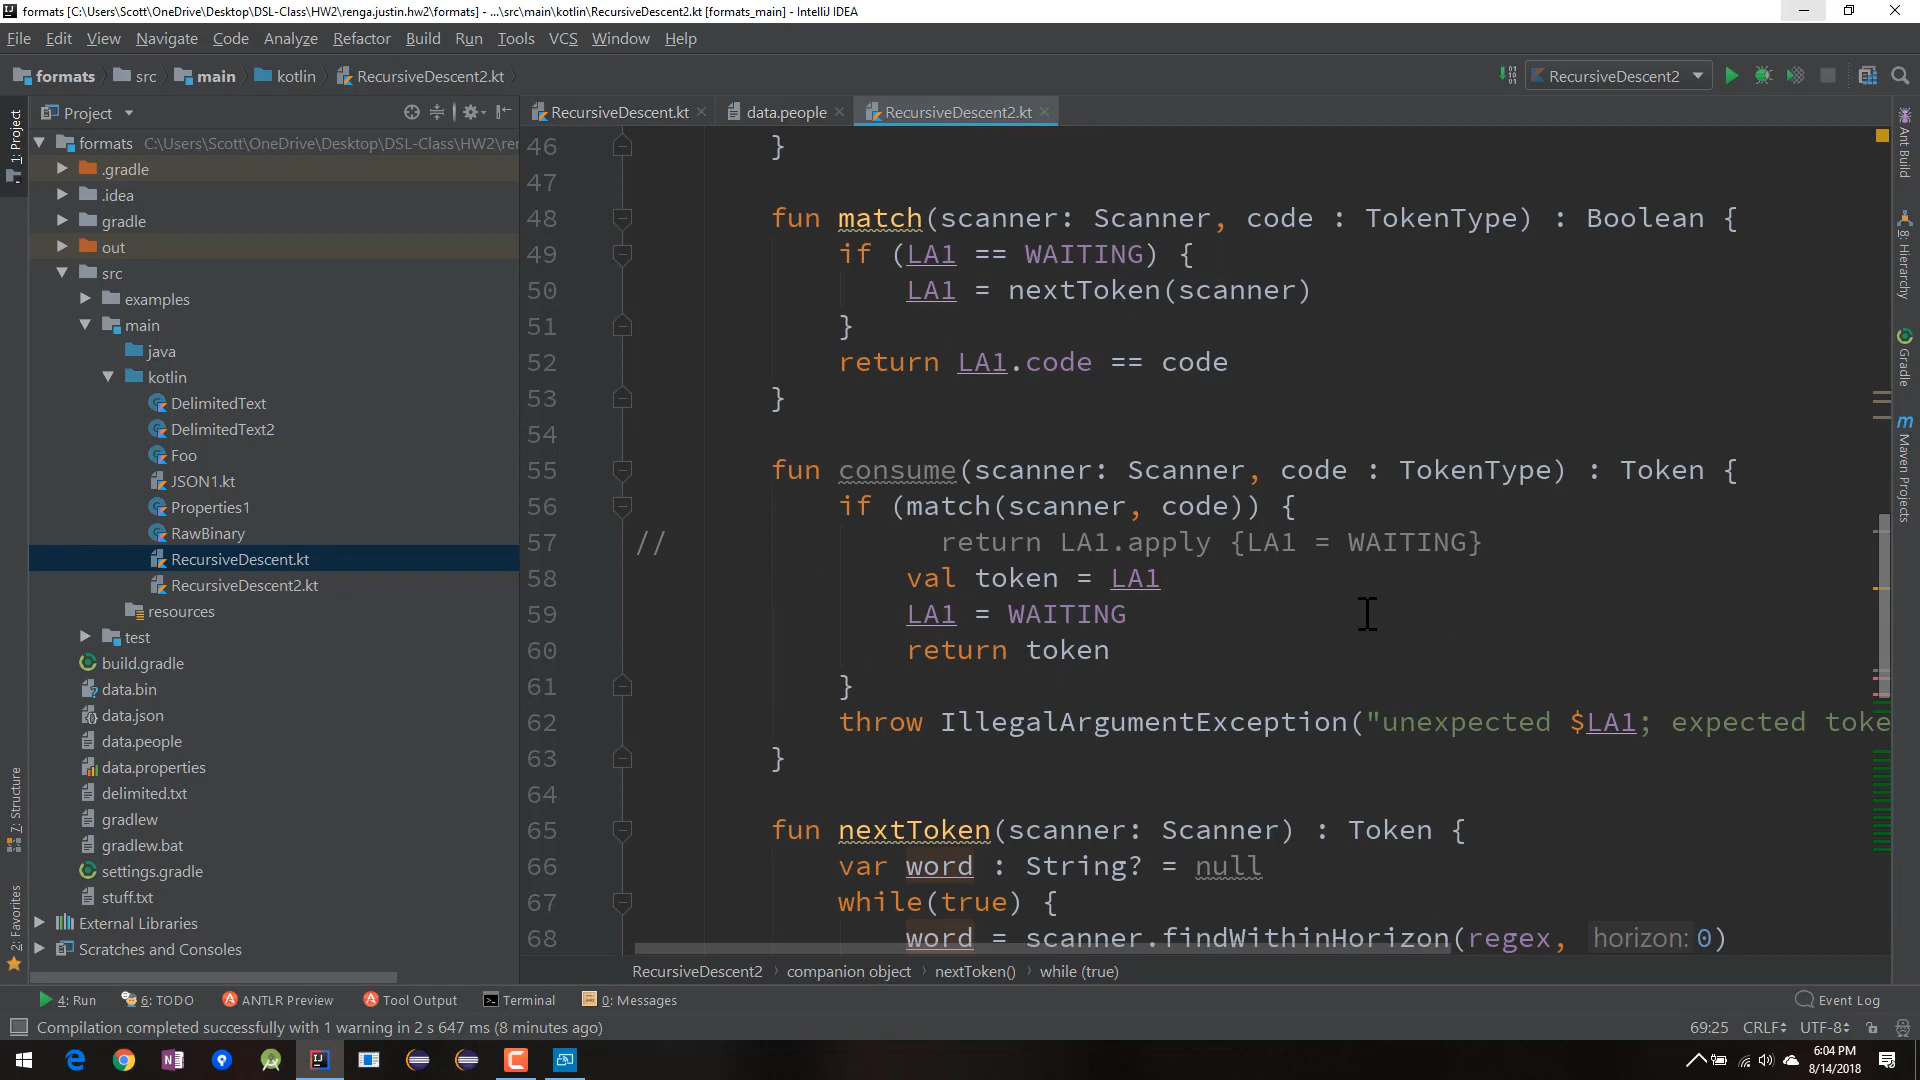 formats [C:\Users\Scott\OneDrive\Desktop\DSL-Class\HW2\renga.justin.hw2\formats] - ...\src\main\kotlin\RecursiveDescent2.kt [formats_main] - IntelliJ IDEA
File Edit View Navigate Code Analyze Refactor Build Run Tools VCS Window Help
formats src main kotlin RecursiveDescent2.kt RecursiveDescent2
Project RecursiveDescent.kt data.people RecursiveDescent2.kt
1: Project
7: Structure
2: Favorites
formats C:\Users\Scott\OneDrive\Desktop\DSL-Class\HW2\ren
.gradle
.idea
gradle
out
src
examples
main
java
kotlin
DelimitedText
DelimitedText2
Foo
JSON1.kt
Properties1
RawBinary
RecursiveDescent.kt
RecursiveDescent2.kt
resources
test
build.gradle
data.bin
data.json
data.people
data.properties
delimited.txt
gradlew
gradlew.bat
settings.gradle
stuff.txt
External Libraries
Scratches and Consoles
46 }
47
48 fun match(scanner: Scanner, code : TokenType) : Boolean {
49 if (LA1 == WAITING) {
50 LA1 = nextToken(scanner)
51 }
52 return LA1.code == code
53 }
54
55 fun consume(scanner: Scanner, code : TokenType) : Token {
56 if (match(scanner, code)) {
57 // return LA1.apply {LA1 = WAITING}
58 val token = LA1
59 LA1 = WAITING
60 return token
61 }
62 throw IllegalArgumentException("unexpected $LA1; expected toke
63 }
64
65 fun nextToken(scanner: Scanner) : Token {
66 var word : String? = null
67 while(true) {
68 word = scanner.findWithinHorizon(regex, horizon: 0)
RecursiveDescent2 companion object nextToken() while (true)
Ant Build
8: Hierarchy
Gradle
Maven Projects
4: Run 6: TODO ANTLR Preview Tool Output Terminal 0: Messages Event Log
Compilation completed successfully with 1 warning in 2 s 647 ms (8 minutes ago) 69:25 CRLF UTF-8
6:04 PM
8/14/2018